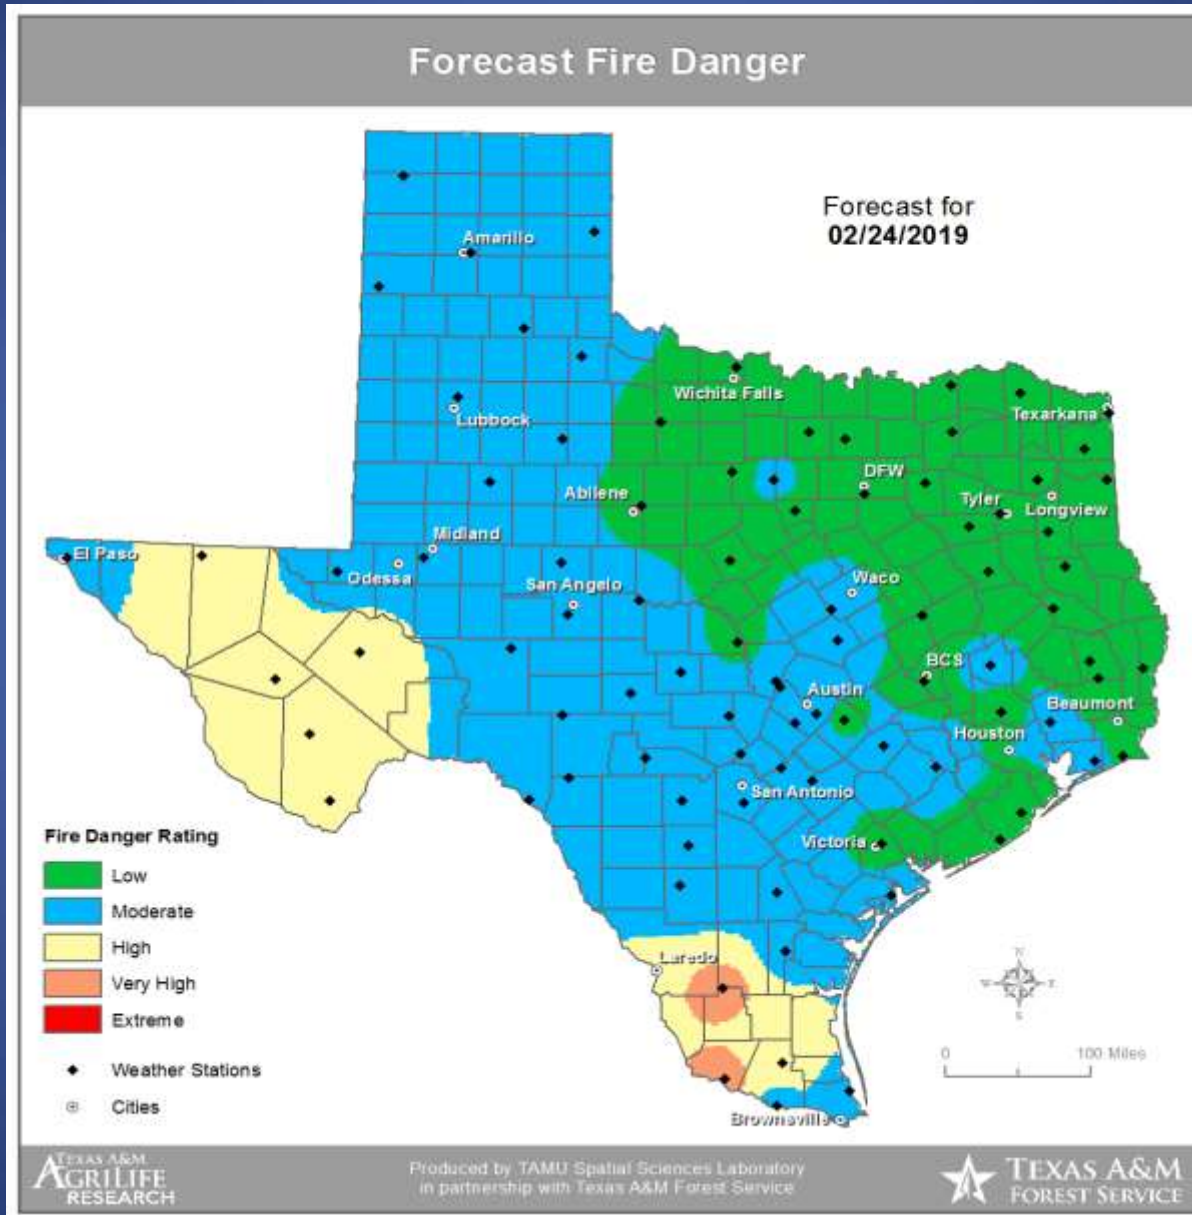 Forecast Fire Danger
Forecast for
02/24/2019
Amarillo
Wichita Falls
Texarkana
Lubbock
DFW
Abilene
Tyler
Longview
Midland
El Paso
Odessa
San Angelo
Waco
BCS
Austin
Beaumont
Houston
San Antonio
Victoria
Fire Danger Rating
Low
Moderate
High
Very High
Extreme
Weather Stations
Cities
Laredo
Brownsville
N
W
E
S
0 100 Miles
TEXAS A&M
AGRILIFE
RESEARCH
Produced by TAMU Spatial Sciences Laboratory
in partnership with Texas A&M Forest Service
TEXAS A&M
FOREST SERVICE